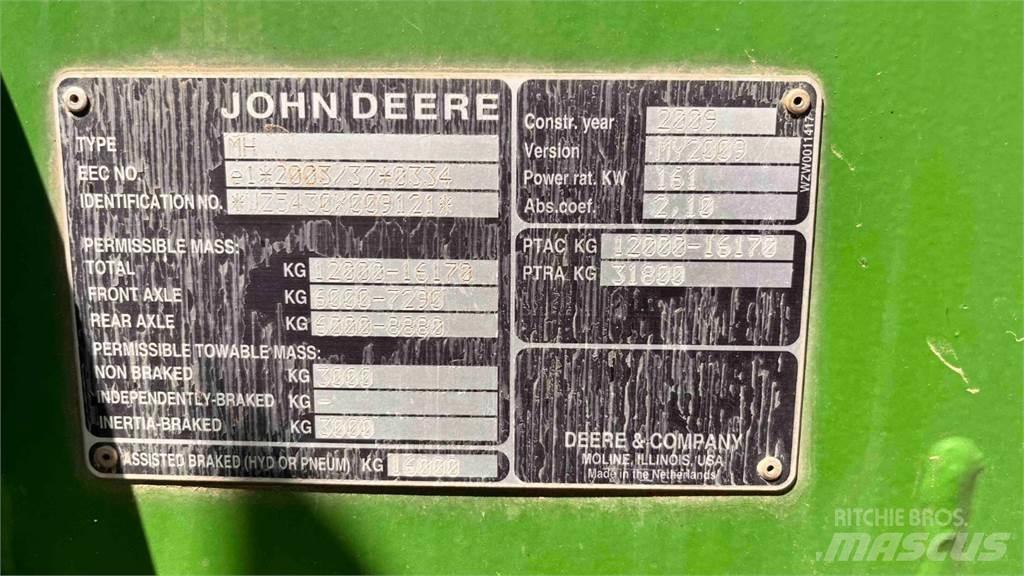 JOHN DEERE
TYPE MH
EEC NO. e1*2003/37*0334
IDENTIFICATION NO. *JZ5430*009121*
PERMISSIBLE MASS:
TOTAL KG 12000-16170
FRONT AXLE KG 6000-7290
REAR AXLE KG 6000-8880
PERMISSIBLE TOWABLE MASS:
NON BRAKED KG 3000
INDEPENDENTLY-BRAKED KG -
INERTIA-BRAKED KG 3000
ASSISTED BRAKED (HYD OR PNEUM) KG 14000
Constr. year 2009
Version MY2009
Power rat. KW 161
Abs.coef. 2,10
WZW0011417
PTAC KG 12000-16170
PTRA KG 31800
DEERE & COMPANY
MOLINE, ILLINOIS, USA
Made in the Netherlands
RITCHIE BROS.
MASCUS